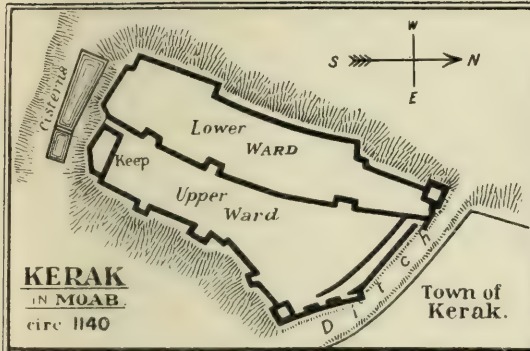 W
S N
E
Cisterns
Lower
WARD
Keep
Upper
Ward
Ditch
KERAK
IN MOAB.
circ 1140
Town of
Kerak.